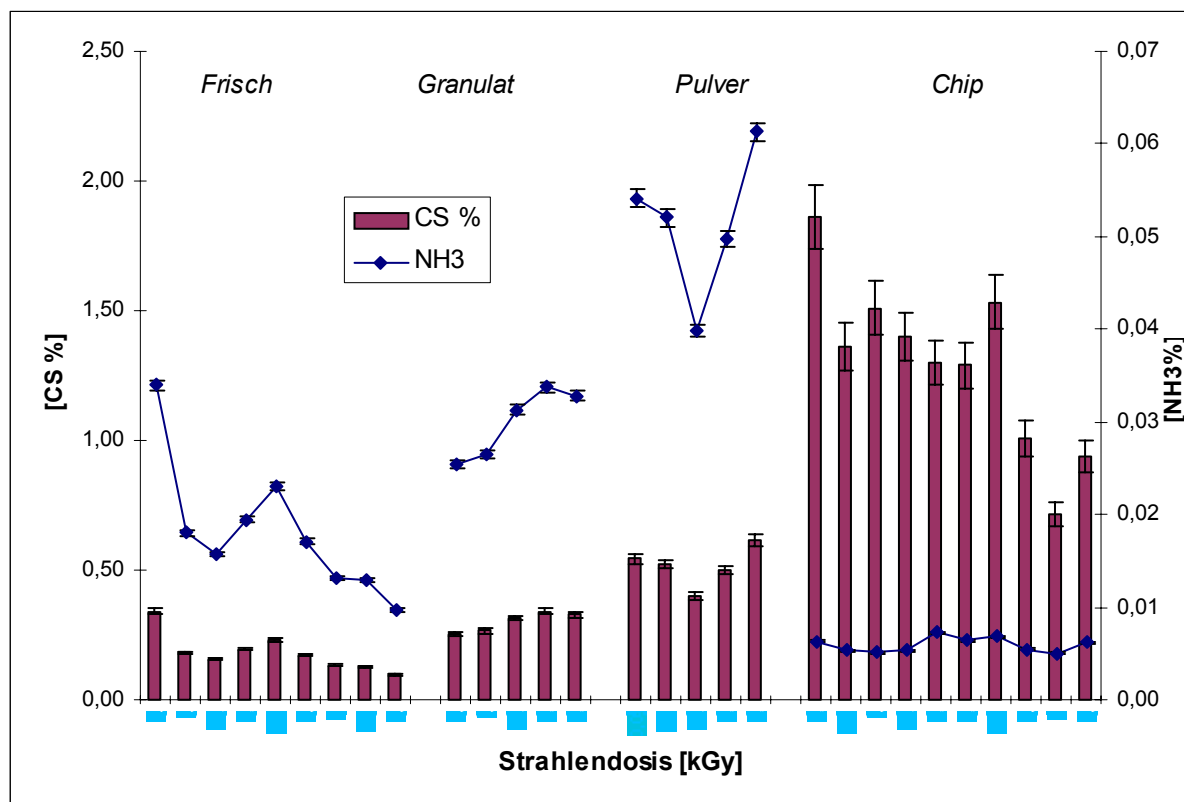 2,50
2,00
1,50
1,00
0,50
0,00
[CS %]
Frisch Granulat Pulver Chip
CS %
NH3
0,07
0,06
0,05
0,04
0,03
0,02
0,01
0,00
[NH3%]
Strahlendosis [kGy]